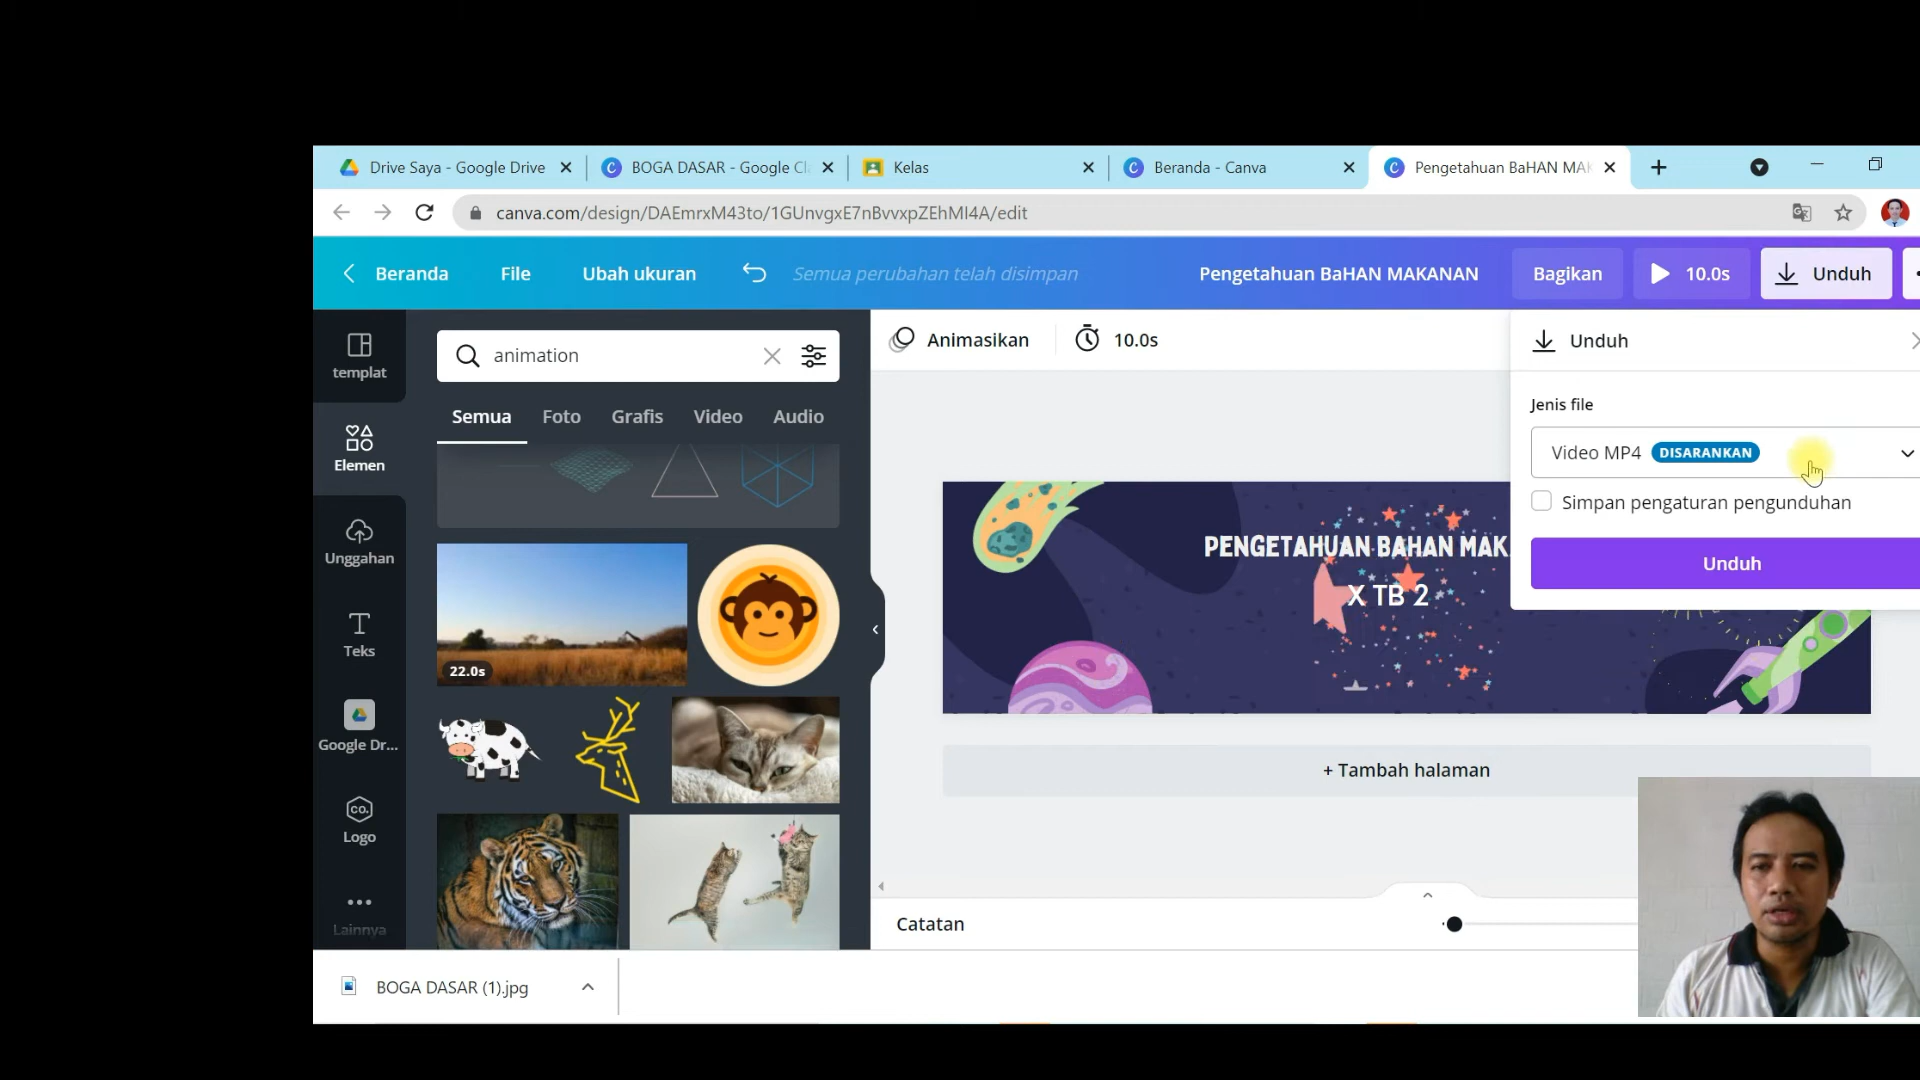 Drive Saya - Google Drive
BOGA DASAR - Google Cl
Kelas
Beranda - Canva
Pengetahuan BaHAN MAK
canva.com/design/DAEmrxM43to/1GUnvgxE7nBvvxpZEhMI4A/edit
Beranda
File
Ubah ukuran
Semua perubahan telah disimpan
Pengetahuan BaHAN MAKANAN
Bagikan
10.0s
Unduh
templat
Elemen
Unggahan
Teks
Google Dr...
CO.
Logo
Lainnya
animation
Semua
Foto
Grafis
Video
Audio
22.0s
Animasikan
10.0s
PENGETAHUAN BAHAN MAK
X TB 2
+ Tambah halaman
Catatan
Unduh
Jenis file
Video MP4 DISARANKAN
Simpan pengaturan pengunduhan
Unduh
BOGA DASAR (1).jpg